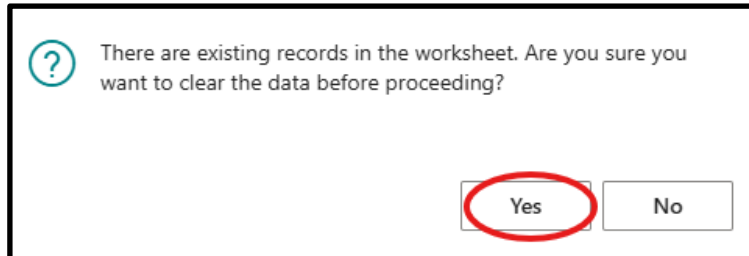 There are existing records in the worksheet. Are you sure you
want to clear the data before proceeding?
Yes
No